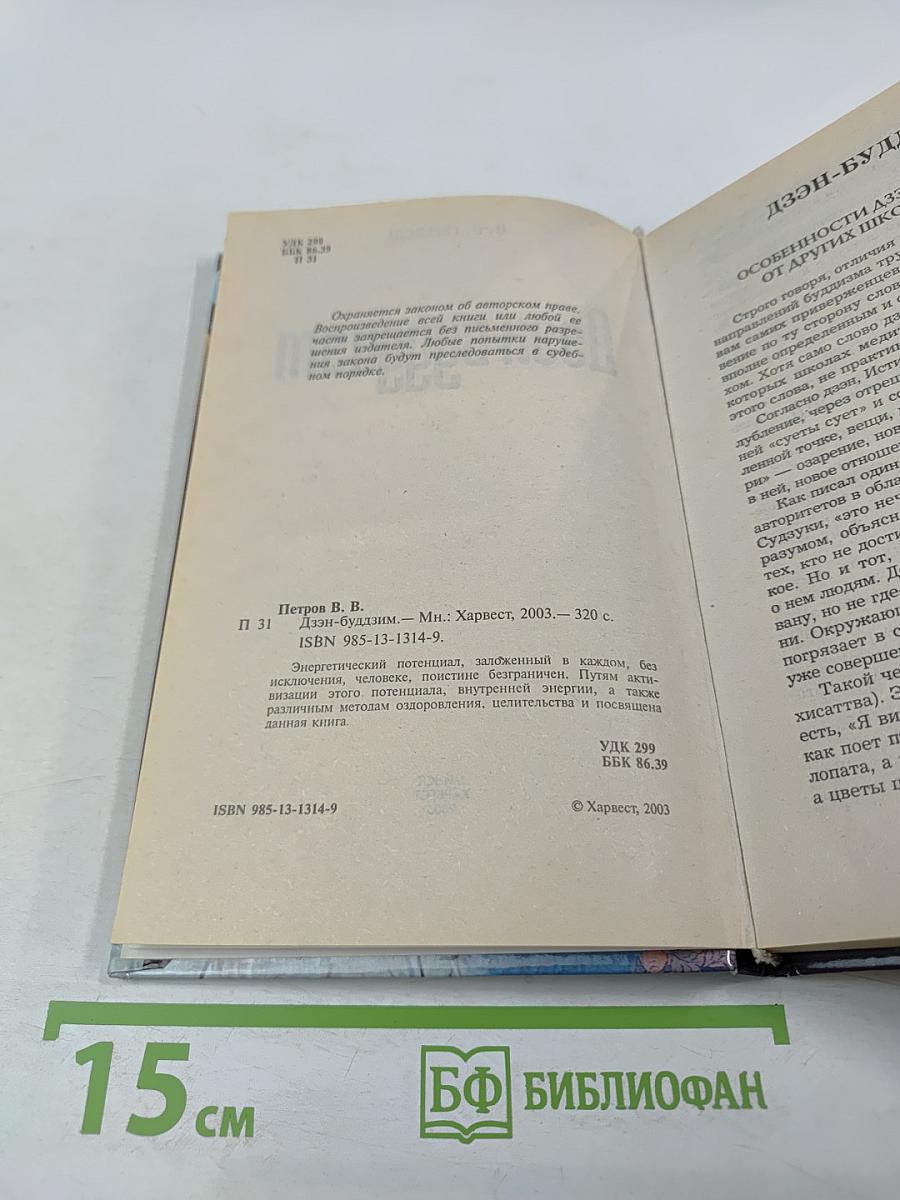 УДК 299
ББК 86.39
П 31
Охраняется законом об авторском праве.
Воспроизведение всей книги или любой ее
части запрещается без письменного разре-
шения издателя. Любые попытки наруше-
ния закона будут преследоваться в судеб-
ном порядке.
Петров В. В.
П 31 Дзэн-буддзим.— Мн.: Харвест, 2003.— 320 с.
ISBN 985-13-1314-9.
Энергетический потенциал, заложенный в каждом, без
исключения, человеке, поистине безграничен. Путям акти-
визации этого потенциала, внутренней энергии, а также
различным методам оздоровления, целительства и посвящена
данная книга.
УДК 299
ББК 86.39
ISBN 985-13-1314-9
© Харвест, 2003
ДЗЭН-БУДД
ОСОБЕННОСТИ ДЗЭ
ОТ ДРУГИХ ШКО
Строго говоря, отличия
направлений буддизма тру
вам самих приверженцев
вение по ту сторону слов
вполне определенным и с
хом. Хотя само слово дз
которых школах медит
этого слова, не практик
Согласно дзэн, Исти
лубление, через отреш
ней «суеты сует» и со
ленной точке, вещи,
ри» — озарение, нов
в ней, новое отноше
Как писал один
авторитетов в обла
Судзуки, «это неч
разумом, объясн
тех, кто не дости
кое. Но и тот,
о нем людям. Д
вану, но не где-
ни. Окружаю
погрязает в с
уже соверше
Такой че
хисаттва). Э
есть, «Я ви
как поет п
лопата, а
а цветы ц
15 см
БФ БИБЛИОФАН